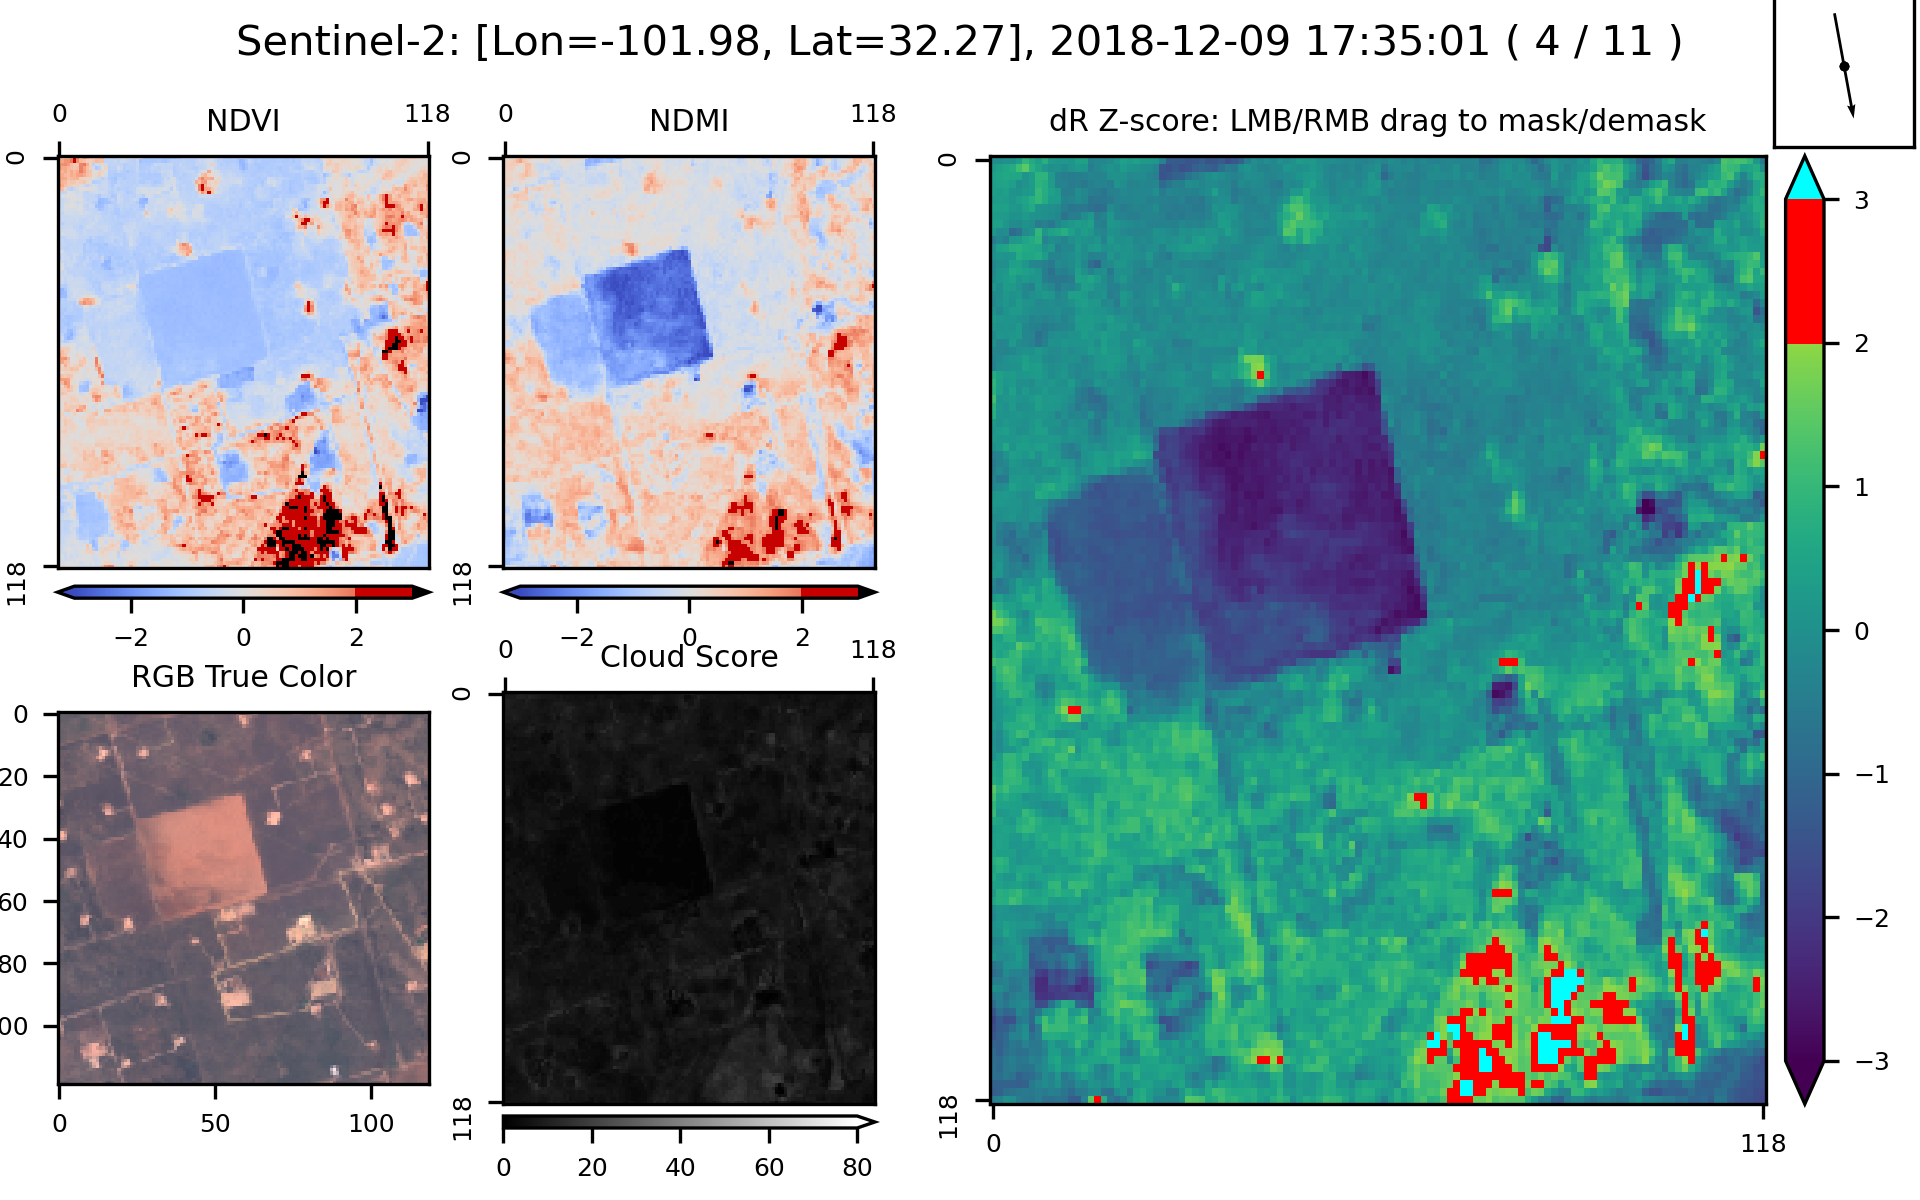 Sentinel-2: [Lon=-101.98, Lat=32.27], 2018-12-09 17:35:01 ( 4 / 11 )
NDVI
0 118
0
118
−2 0 2
NDMI
0 118
0
118
−2 0 2
dR Z-score: LMB/RMB drag to mask/demask
0
118
0 118
3
2
1
0
−1
−2
−3
RGB True Color
0
20
40
60
80
00
0 50 100
Cloud Score
0 118
0
118
0 20 40 60 80